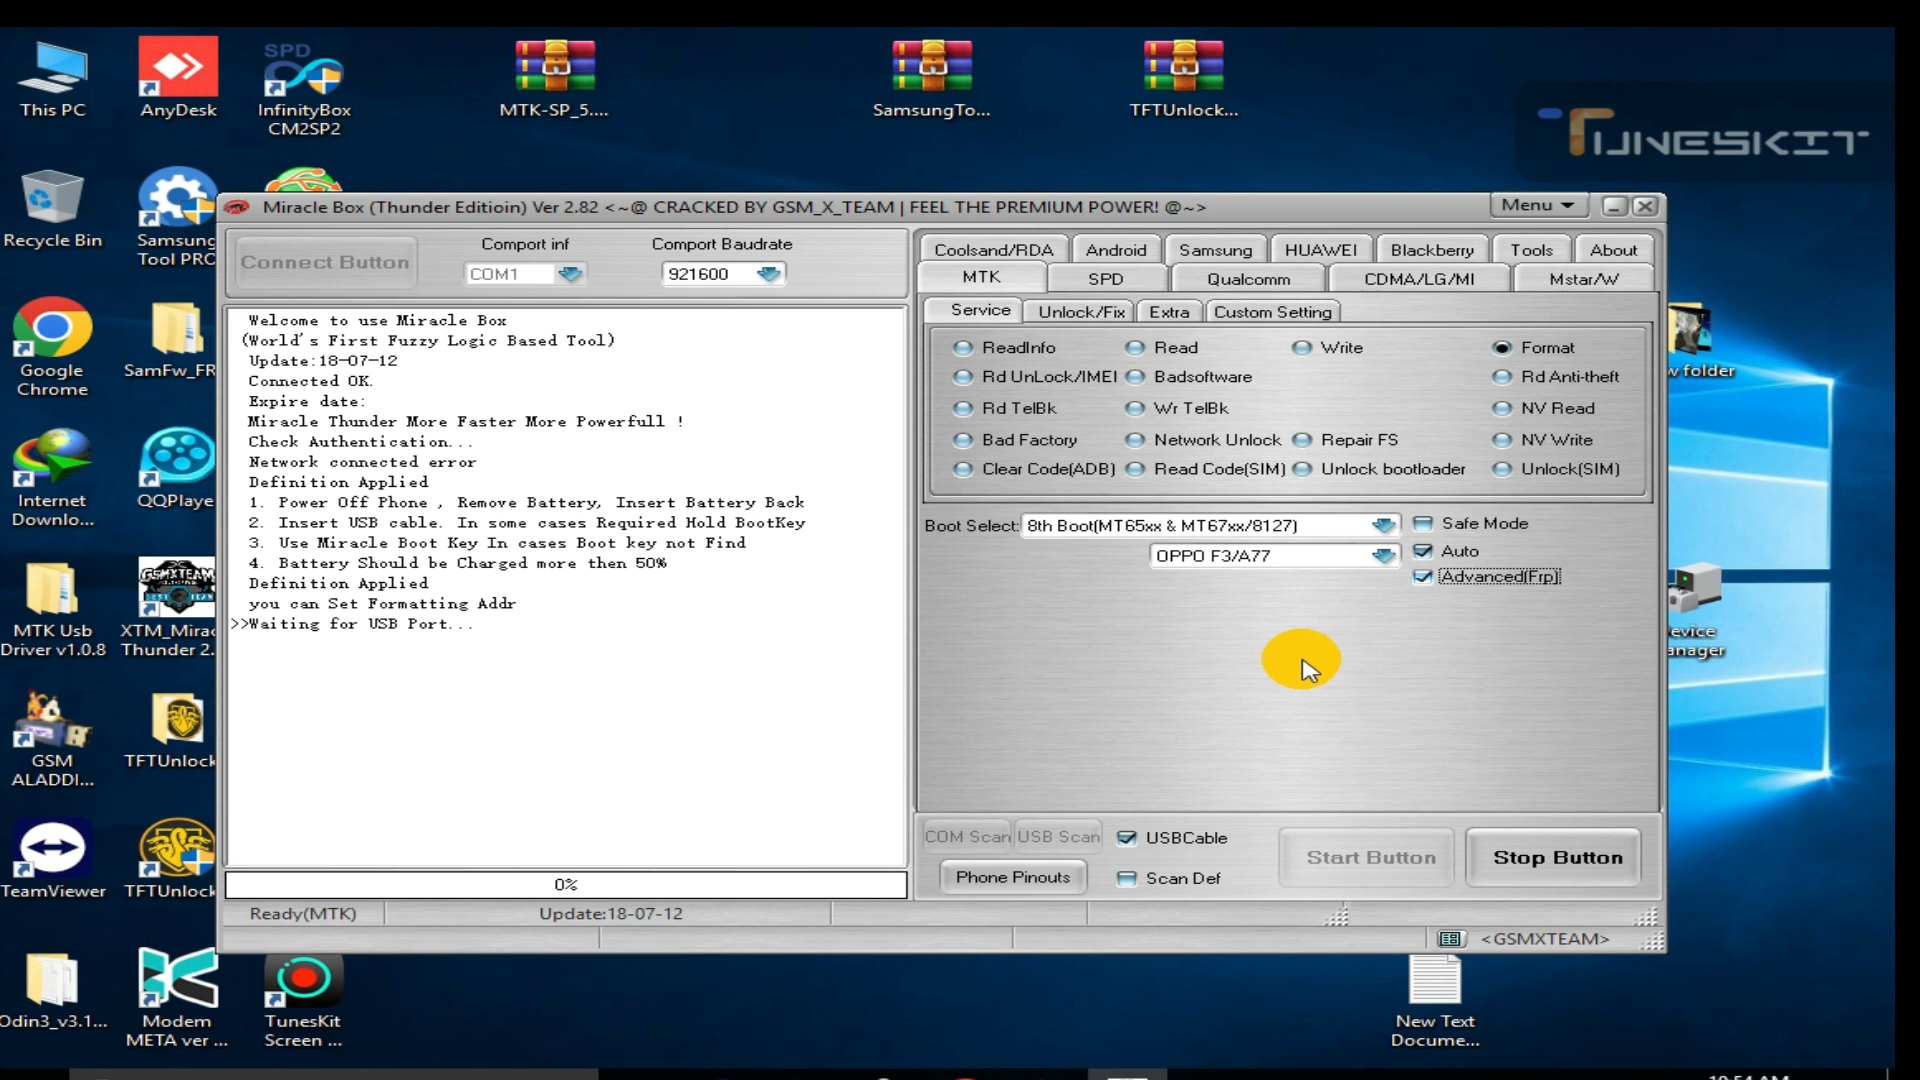 This PC
AnyDesk
SPD
InfinityBox
CM2SP2
MTK-SP_5....
SamsungTo...
TFTUnlock...
TUNESKIT
Recycle Bin
Samsung
Tool PRO
Google
Chrome
SamFw_FR
Internet
Downlo...
QQPlaye
MTK Usb
Driver v1.0.8
GSMXTEAM
XTM_Mirac
Thunder 2.
GSM
ALADDI...
TFTUnlock
TeamViewer
TFTUnlock
Odin3_v3.1...
Modem
META ver ...
TunesKit
Screen ...
Miracle Box (Thunder Editioin) Ver 2.82 <~@ CRACKED BY GSM_X_TEAM | FEEL THE PREMIUM POWER! @~>
Menu
Connect Button
Comport inf
COM1
Comport Baudrate
921600
Welcome to use Miracle Box
(World's First Fuzzy Logic Based Tool)
Update:18-07-12
Connected OK.
Expire date:
Miracle Thunder More Faster More Powerfull !
Check Authentication...
Network connected error
Definition Applied
1. Power Off Phone , Remove Battery, Insert Battery Back
2. Insert USB cable. In some cases Required Hold BootKey
3. Use Miracle Boot Key In cases Boot key not Find
4. Battery Should be Charged more then 50%
Definition Applied
you can Set Formatting Addr
>>Waiting for USB Port...
0%
Ready(MTK)
Update:18-07-12
Coolsand/RDA Android Samsung HUAWEI Blackberry Tools About
MTK SPD Qualcomm CDMA/LG/MI Mstar/W
Service Unlock/Fix Extra Custom Setting
ReadInfo Read Write Format
Rd UnLock/IMEI Badsoftware Rd Anti-theft
Rd TelBk Wr TelBk NV Read
Bad Factory Network Unlock Repair FS NV Write
Clear Code(ADB) Read Code(SIM) Unlock bootloader Unlock(SIM)
Boot Select: 8th Boot(MT65xx & MT67xx/8127) Safe Mode
OPPO F3/A77 Auto
Advanced[Frp]
COM Scan USB Scan USBCable
Phone Pinouts Scan Def
Start Button
Stop Button
<GSMXTEAM>
w folder
evice
anager
New Text
Docume...